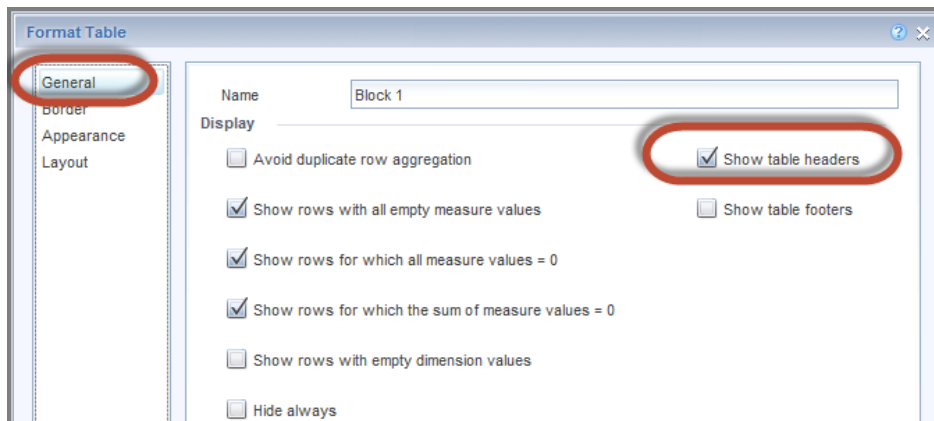 Format Table
General
Border
Appearance
Layout
Name Block 1
Display
Avoid duplicate row aggregation Show table headers
Show rows with all empty measure values Show table footers
Show rows for which all measure values = 0
Show rows for which the sum of measure values = 0
Show rows with empty dimension values
Hide always